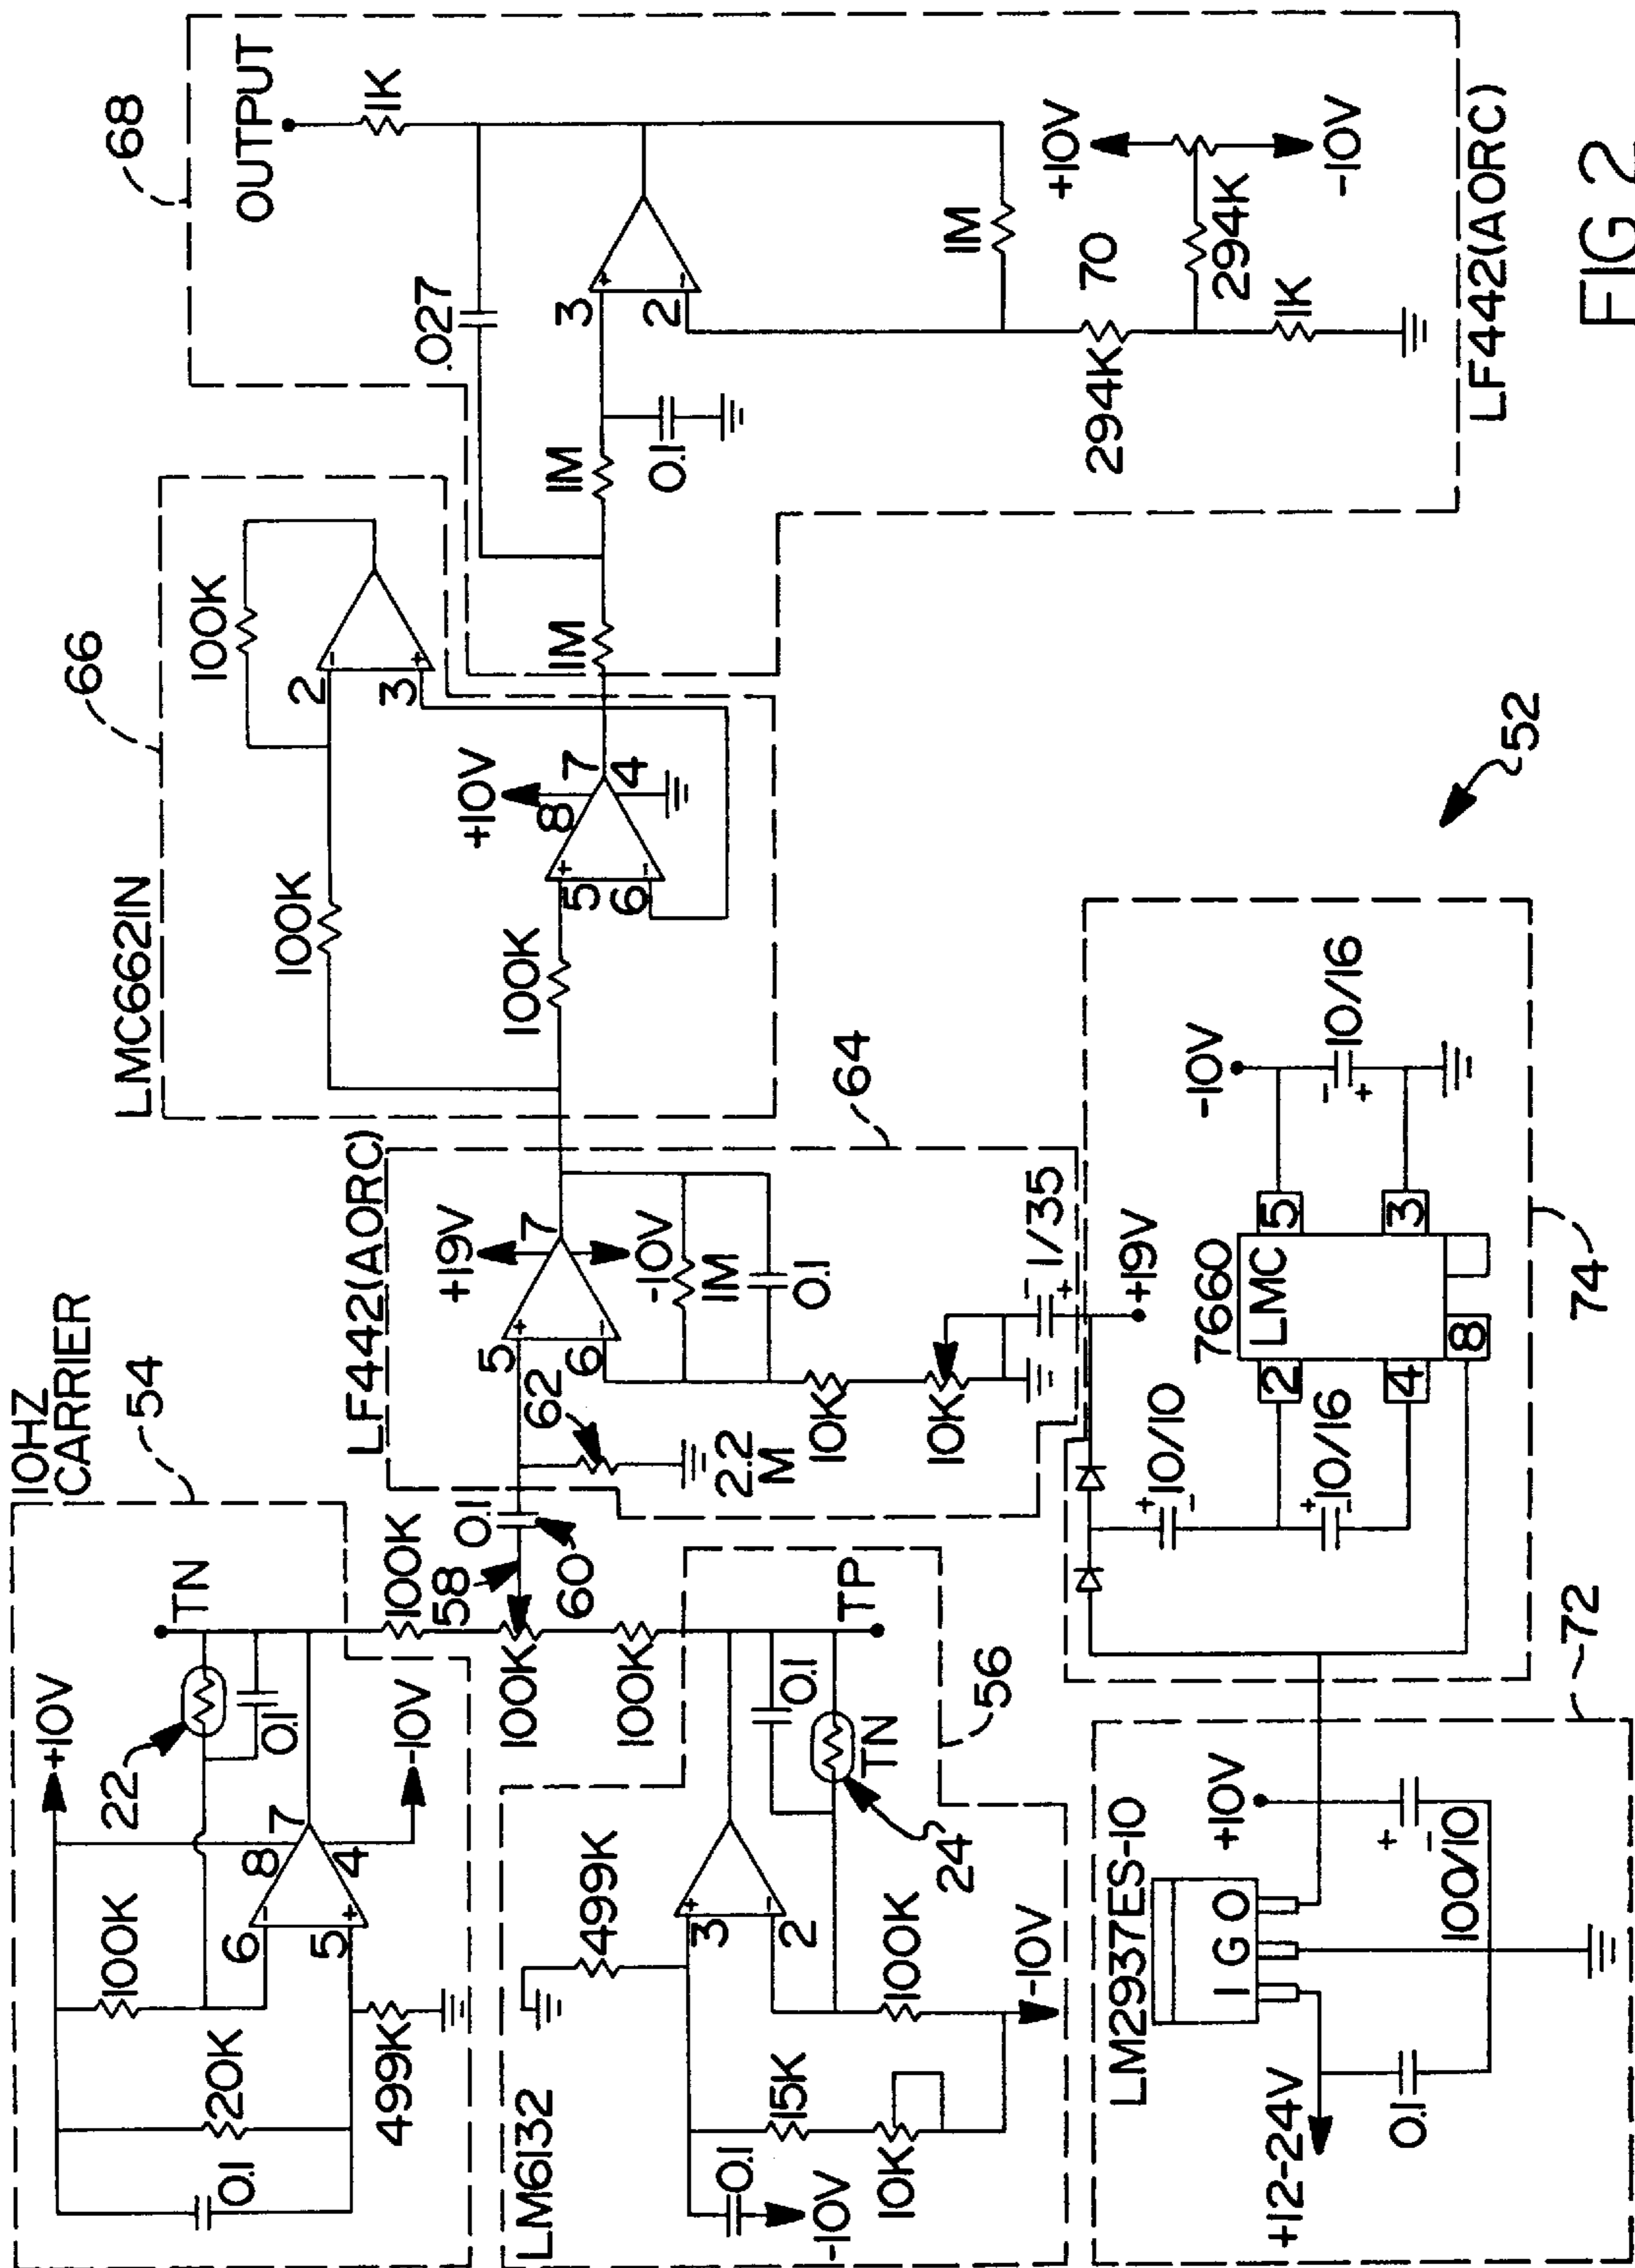 10HZ
CARRIER
54
+10V
22
TN
0.1
-10V
100K
6
5
8
7
4
20K
499K
0.1
100K
58
0.1
100K
60
100K
LM6132
499K
3
2
0.1
TP
TN
24
56
100K
-10V
15K
10K
0.1
-10V
LF442(AORC)
+19V
5
6
7
62
-10V
1M
0.1
2.2
M
10K
10K
1/35
+
-
+19V
64
LMC662IN
66
100K
100K
2
3
100K
+10V
5
6
8
7
4
68
OUTPUT
1K
.027
1M
1M
0.1
3
2
1M
294K
70
+10V
294K
-10V
1K
LF442(AORC)
52
LM2937ES-10
+10V
I G O
+12-24V
0.1
100/10
72
7660
LMC
2
4
5
3
8
10/10
10/16
-10V
10/16
74
FIG 2